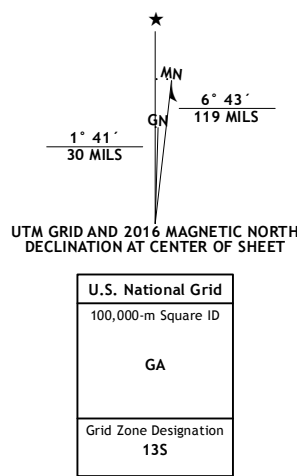 ★
MN
GN
6° 43´
119 MILS
1° 41´
30 MILS
UTM GRID AND 2016 MAGNETIC NORTH
DECLINATION AT CENTER OF SHEET
U.S. National Grid
100,000-m Square ID
GA
Grid Zone Designation
13S